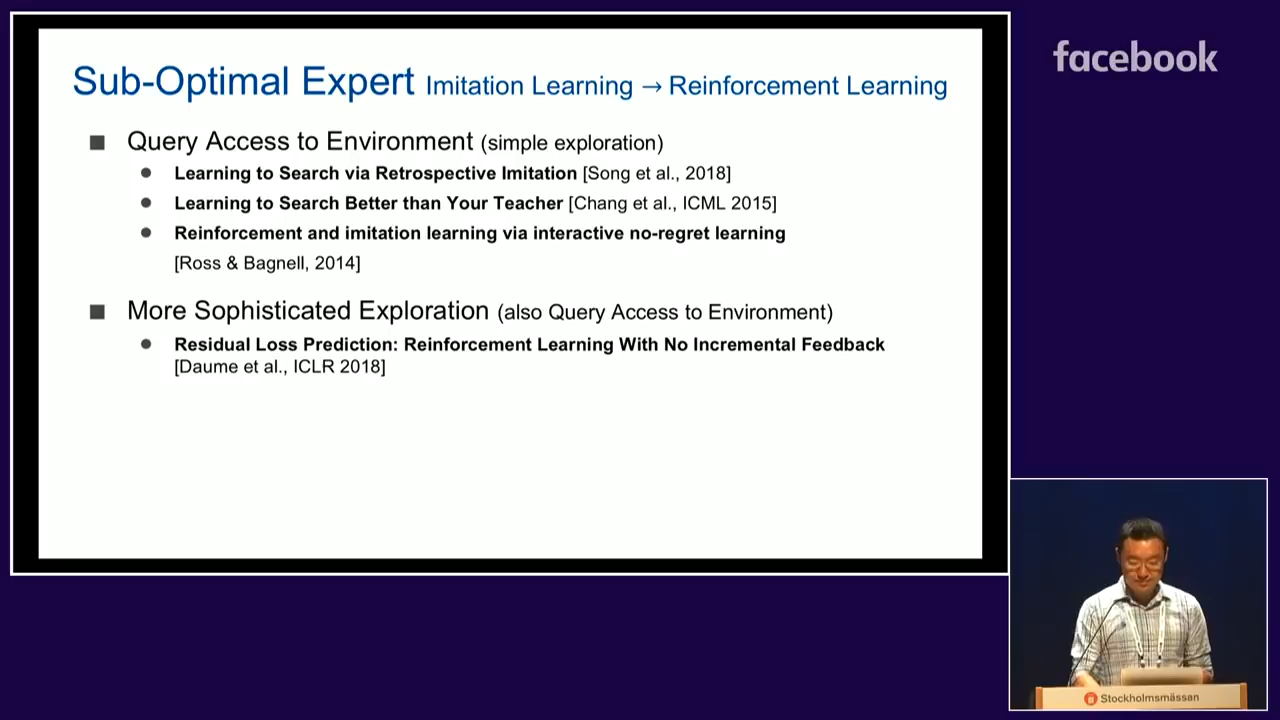 Sub-Optimal Expert Imitation Learning → Reinforcement Learning
Query Access to Environment (simple exploration)
Learning to Search via Retrospective Imitation [Song et al., 2018]
Learning to Search Better than Your Teacher [Chang et al., ICML 2015]
Reinforcement and imitation learning via interactive no-regret learning
[Ross & Bagnell, 2014]
More Sophisticated Exploration (also Query Access to Environment)
Residual Loss Prediction: Reinforcement Learning With No Incremental Feedback
[Daume et al., ICLR 2018]
facebook
Stockholmsmässan